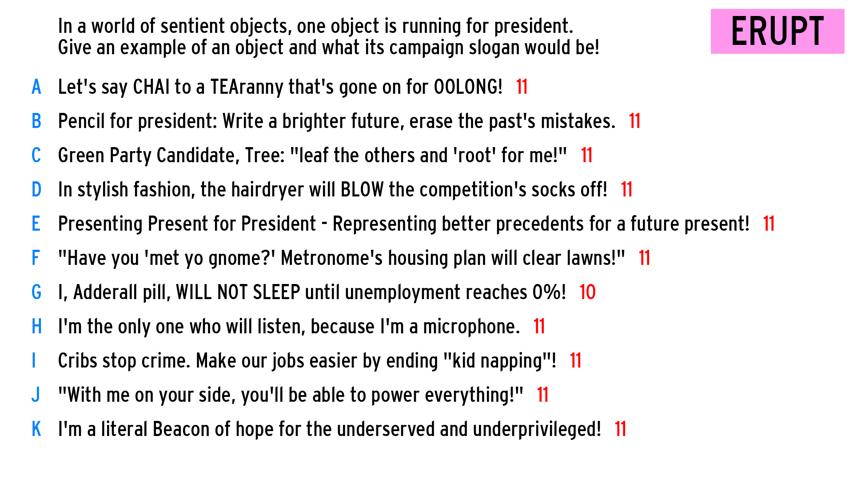 In a world of sentient objects, one object is running for president.
Give an example of an object and what its campaign slogan would be!
ERUPT
A Let's say CHAI to a TEAranny that's gone on for OOLONG! 11
B Pencil for president: Write a brighter future, erase the past's mistakes. 11
C Green Party Candidate, Tree: "leaf the others and 'root' for me!" 11
D In stylish fashion, the hairdryer will BLOW the competition's socks off! 11
E Presenting Present for President - Representing better precedents for a future present! 11
F "Have you 'met yo gnome?' Metronome's housing plan will clear lawns!" 11
G I, Adderall pill, WILL NOT SLEEP until unemployment reaches 0%! 10
H I'm the only one who will listen, because I'm a microphone. 11
I Cribs stop crime. Make our jobs easier by ending "kid napping"! 11
J "With me on your side, you'll be able to power everything!" 11
K I'm a literal Beacon of hope for the underserved and underprivileged! 11